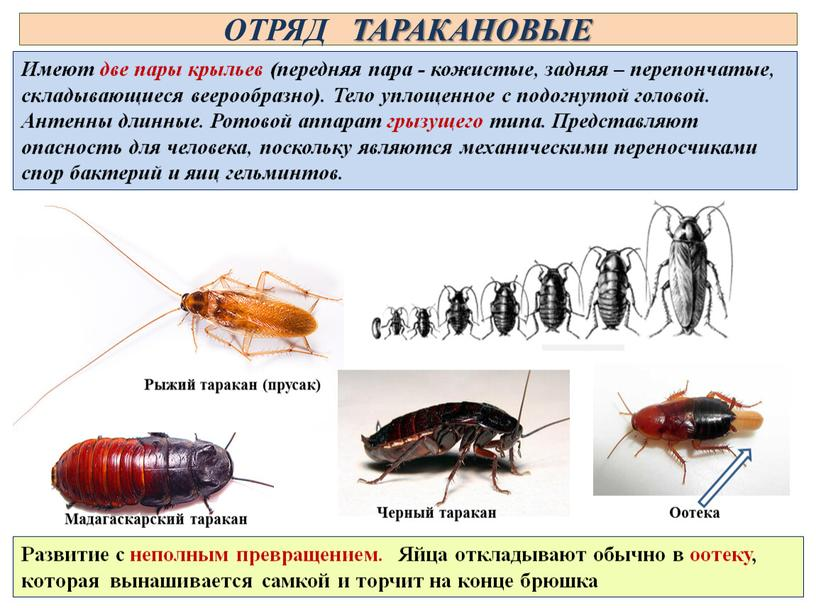 ОТРЯД ТАРАКАНОВЫЕ
Имеют две пары крыльев (передняя пара - кожистые, задняя – перепончатые,
складывающиеся веерообразно). Тело уплощенное с подогнутой головой.
Антенны длинные. Ротовой аппарат грызущего типа. Представляют
опасность для человека, поскольку являются механическими переносчиками
спор бактерий и яиц гельминтов.
Рыжий таракан (прусак)
Мадагаскарский таракан
Черный таракан
Оотека
Развитие с неполным превращением. Яйца откладывают обычно в оотеку,
которая вынашивается самкой и торчит на конце брюшка